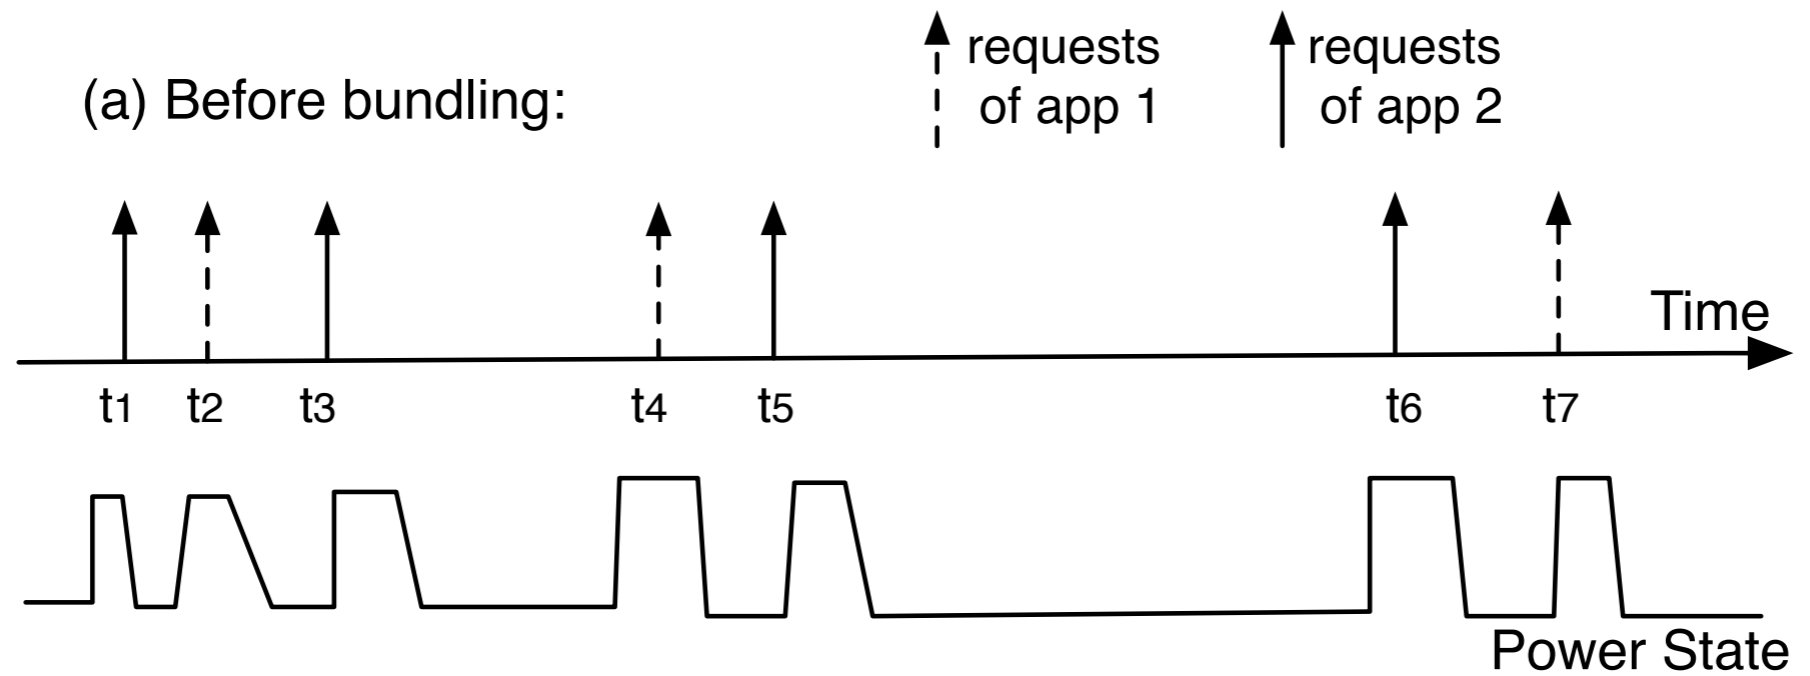 requests
of app 1
requests
of app 2
(a) Before bundling:
Time
t1 t2 t3 t4 t5 t6 t7
Power State